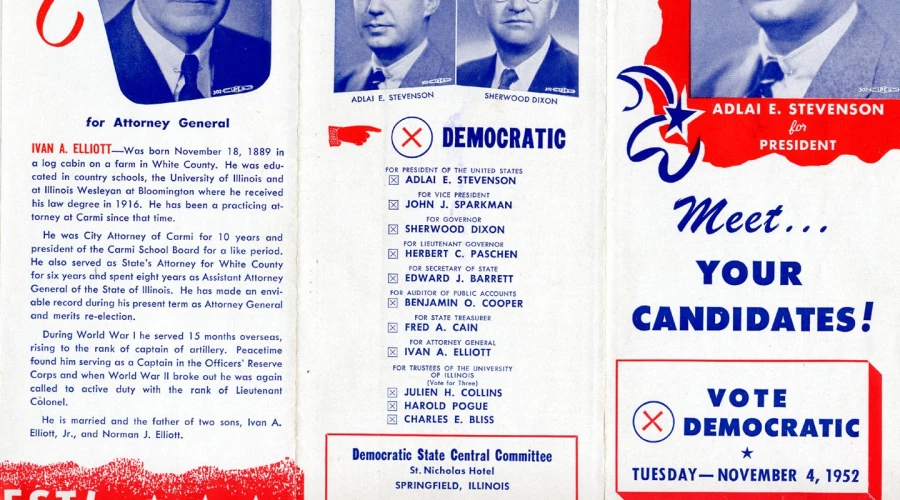 for Attorney General
IVAN A. ELLIOTT—Was born November 18, 1889 in
a log cabin on a farm in White County. He was edu-
cated in country schools, the University of Illinois and
at Illinois Wesleyan at Bloomington where he received
his law degree in 1916. He has been a practicing at-
torney at Carmi since that time.
He was City Attorney of Carmi for 10 years and
president of the Carmi School Board for a like period.
He also served as State's Attorney for White County
for six years and spent eight years as Assistant Attorney
General of the State of Illinois. He has made an envi-
able record during his present term as Attorney General
and merits re-election.
During World War I he served 15 months overseas,
rising to the rank of captain of artillery. Peacetime
found him serving as a Captain in the Officers' Reserve
Corps and when World War II broke out he was again
called to active duty with the rank of Lieutenant
Colonel.
He is married and the father of two sons, Ivan A.
Elliott, Jr., and Norman J. Elliott.
EST!
ADLAI E. STEVENSON
SHERWOOD DIXON
DEMOCRATIC
FOR PRESIDENT OF THE UNITED STATES
ADLAI E. STEVENSON
FOR VICE PRESIDENT
JOHN J. SPARKMAN
FOR GOVERNOR
SHERWOOD DIXON
FOR LIEUTENANT GOVERNOR
HERBERT C. PASCHEN
FOR SECRETARY OF STATE
EDWARD J. BARRETT
FOR AUDITOR OF PUBLIC ACCOUNTS
BENJAMIN O. COOPER
FOR STATE TREASURER
FRED A. CAIN
FOR ATTORNEY GENERAL
IVAN A. ELLIOTT
FOR TRUSTEES OF THE UNIVERSITY
OF ILLINOIS
(Vote for Three)
JULIEN H. COLLINS
HAROLD POGUE
CHARLES E. BLISS
Democratic State Central Committee
St. Nicholas Hotel
SPRINGFIELD, ILLINOIS
ADLAI E. STEVENSON
for
PRESIDENT
Meet...
YOUR
CANDIDATES!
VOTE
DEMOCRATIC
TUESDAY—NOVEMBER 4, 1952